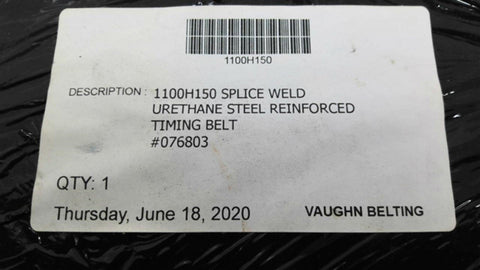 1100H150
DESCRIPTION : 1100H150 SPLICE WELD
URETHANE STEEL REINFORCED
TIMING BELT
#076803
QTY: 1
Thursday, June 18, 2020 VAUGHN BELTING